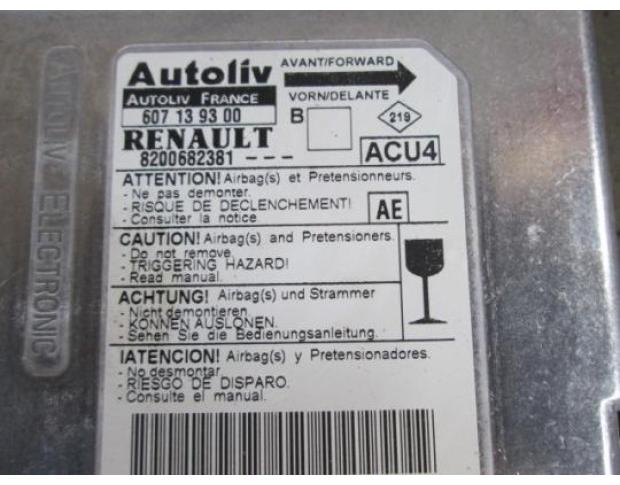 AUTOLIV ELECTRONIC
Autoliv
AVANT/FORWARD
AUTOLIV FRANCE
VORN/DELANTE
607 13 93 00
B
219
RENAULT
8200682381 - - -
ACU4
ATTENTION! Airbag(s) et Pretensionneurs.
- Ne pas demonter.
- RISQUE DE DECLENCHEMENT!
- Consulter la notice
AE
CAUTION! Airbag(s) and Pretensioners.
- Do not remove.
- TRIGGERING HAZARD!
- Read manual.
ACHTUNG! Airbag(s) und Strammer
- Nicht demontieren.
- KONNEN AUSLONEN.
- Sehen Sie die Bedienungsanleitung.
IATENCION! Airbag(s) y Pretensionadores.
- No desmontar.
- RIESGO DE DISPARO.
- Consulte el manual.